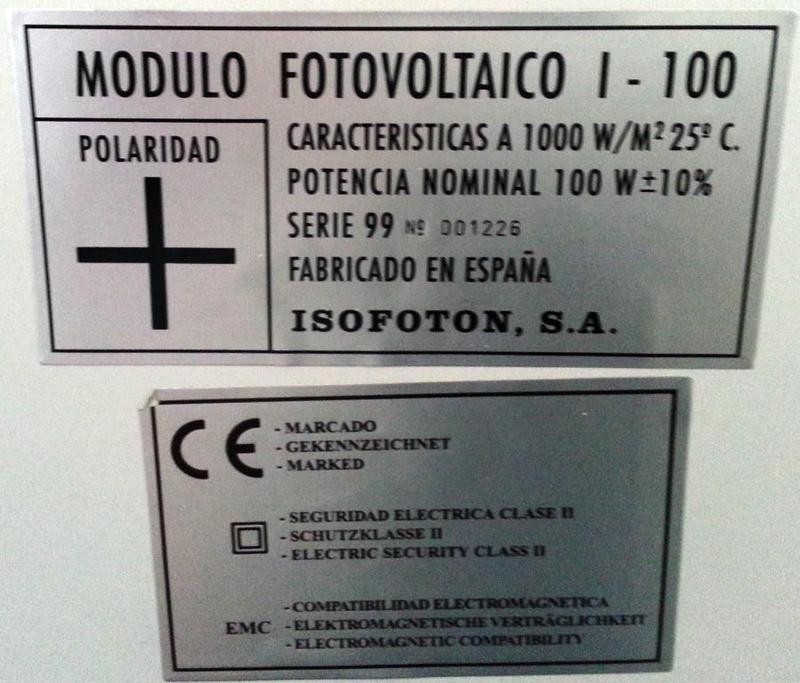 MODULO FOTOVOLTAICO I - 100
POLARIDAD
CARACTERISTICAS A 1000 W/M² 25º C.
POTENCIA NOMINAL 100 W±10%
SERIE 99 Nº 001226
FABRICADO EN ESPAÑA
ISOFOTON, S.A.
CE
- MARCADO
- GEKENNZEICHNET
- MARKED
- SEGURIDAD ELECTRICA CLASE II
- SCHUTZKLASSE II
- ELECTRIC SECURITY CLASS II
EMC
- COMPATIBILIDAD ELECTROMAGNETICA
- ELEKTROMAGNETISCHE VERTRÄGLICHKEIT
- ELECTROMAGNETIC COMPATIBILITY